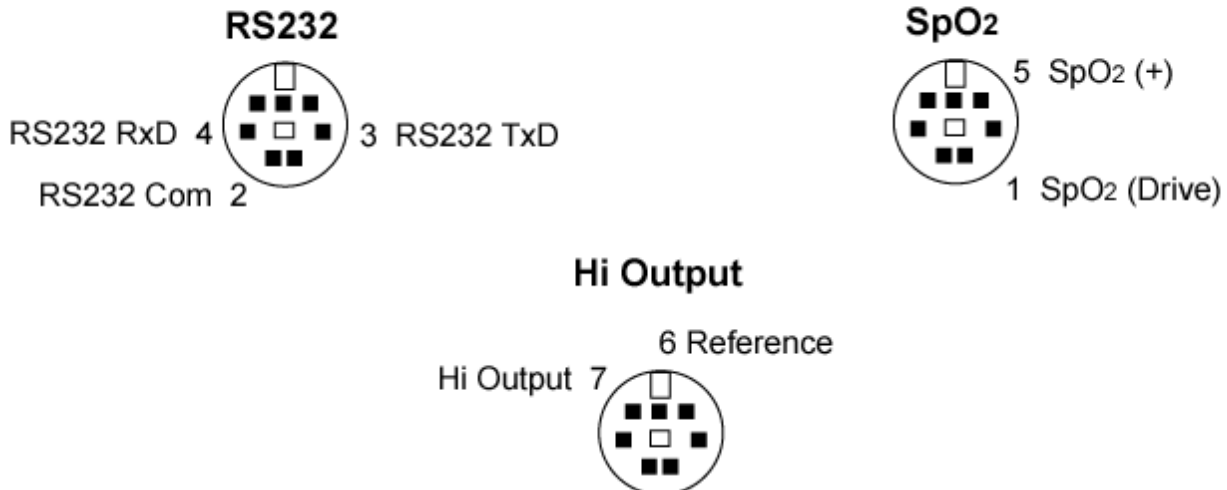 RS232
RS232 RxD 4
3 RS232 TxD
RS232 Com 2
SpO2
5 SpO2 (+)
1 SpO2 (Drive)
Hi Output
6 Reference
Hi Output 7